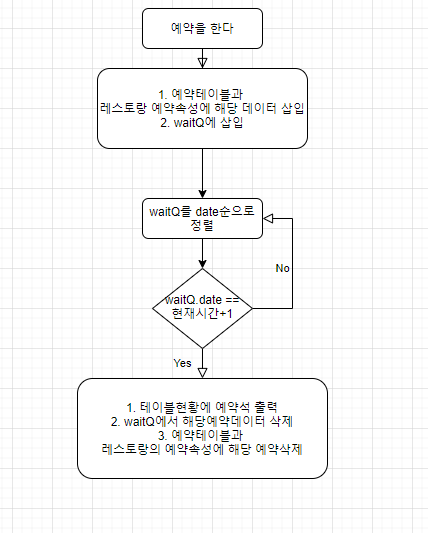 예약을 한다
1. 예약테이블과
레스토랑 예약속성에 해당 데이터 삽입
2. waitQ에 삽입
waitQ를 date순으로
정렬
No
waitQ.date ==
현재시간+1
Yes
1. 테이블현황에 예약석 출력
2. waitQ에서 해당예약데이터 삭제
3. 예약테이블과
레스토랑의 예약속성에 해당 예약삭제